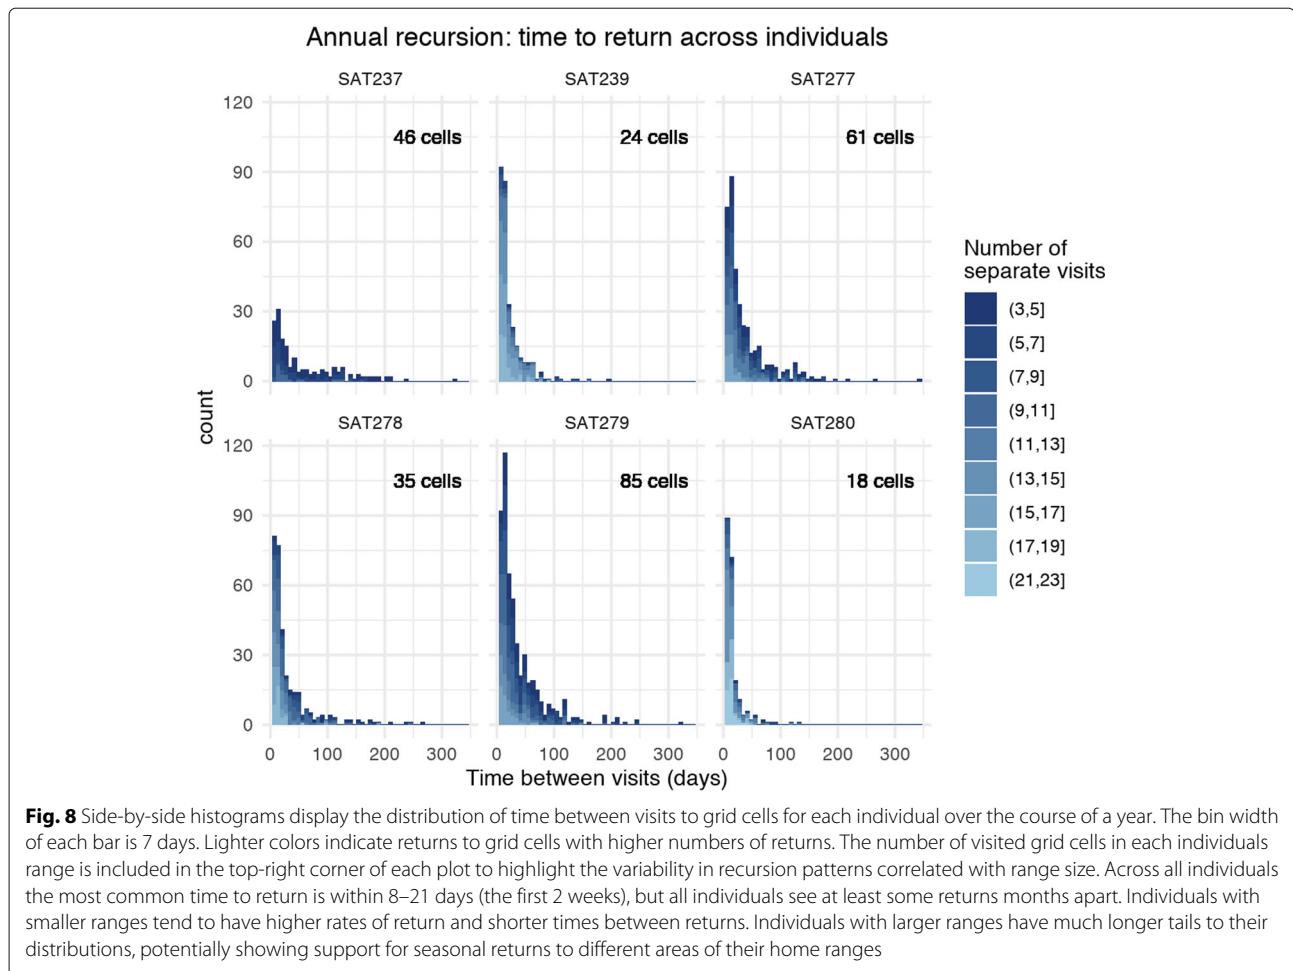 Annual recursion: time to return across individuals
SAT237
SAT239
SAT277
120
90
60
30
0
46 cells
24 cells
61 cells
count
SAT278
SAT279
SAT280
120
90
60
30
0
35 cells
85 cells
18 cells
0 100 200 300
0 100 200 300
0 100 200 300
Time between visits (days)
Number of
separate visits
(3,5]
(5,7]
(7,9]
(9,11]
(11,13]
(13,15]
(15,17]
(17,19]
(21,23]
Fig. 8 Side-by-side histograms display the distribution of time between visits to grid cells for each individual over the course of a year. The bin width
of each bar is 7 days. Lighter colors indicate returns to grid cells with higher numbers of returns. The number of visited grid cells in each individuals
range is included in the top-right corner of each plot to highlight the variability in recursion patterns correlated with range size. Across all individuals
the most common time to return is within 8–21 days (the first 2 weeks), but all individuals see at least some returns months apart. Individuals with
smaller ranges tend to have higher rates of return and shorter times between returns. Individuals with larger ranges have much longer tails to their
distributions, potentially showing support for seasonal returns to different areas of their home ranges